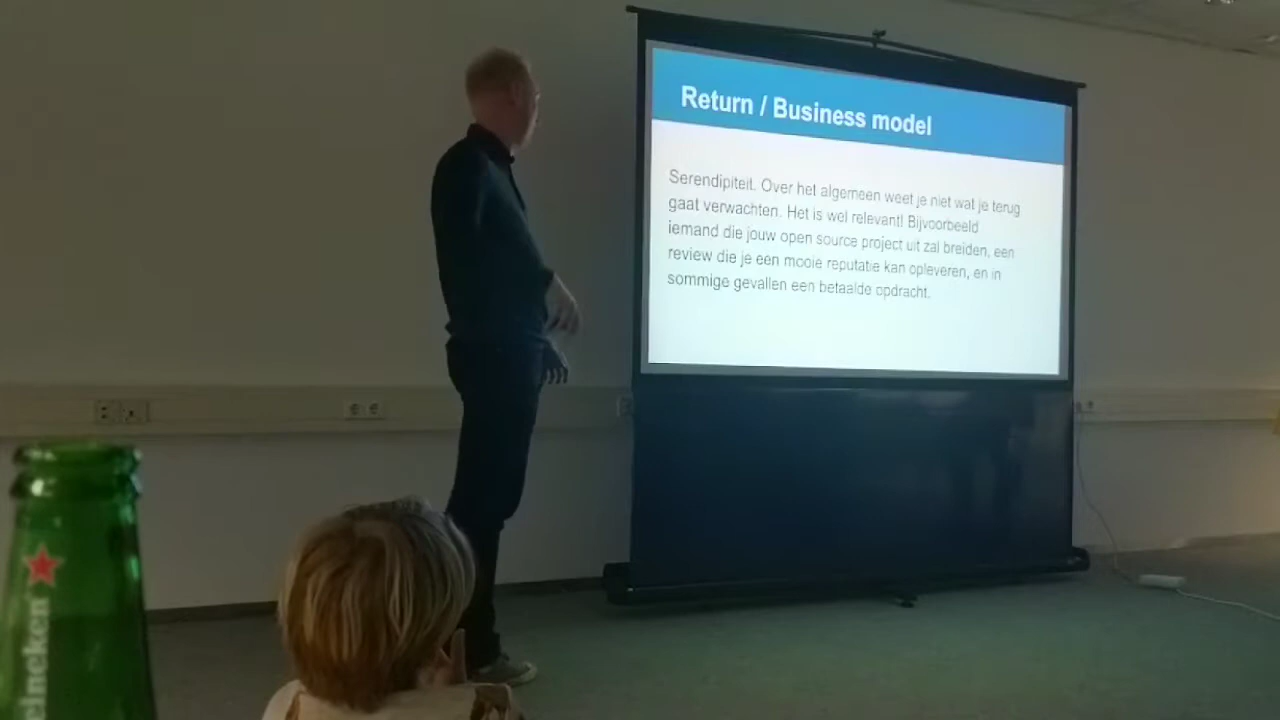 Return / Business model
Serendipiteit. Over het algemeen weet je niet wat je terug
gaat verwachten. Het is wel relevant! Bijvoorbeeld
iemand die jouw open source project uit zal breiden, een
review die je een mooie reputatie kan opleveren, en in
sommige gevallen een betaalde opdracht.
eineken